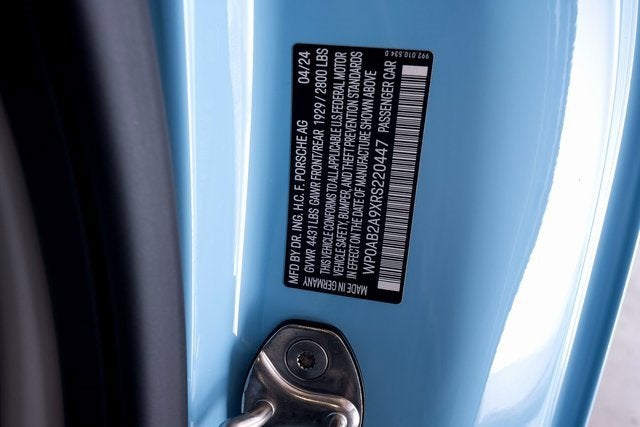 MFD BY DR. ING. H.C. F. PORSCHE AG 04/24
GVWR 4431 LBS GAWR FRONT/REAR 1929 / 2800 LBS
THIS VEHICLE CONFORMS TO ALL APPLICABLE U.S. FEDERAL MOTOR
VEHICLE SAFETY, BUMPER, AND THEFT PREVENTION STANDARDS
IN EFFECT ON THE DATE OF MANUFACTURE SHOWN ABOVE
WP0AB2A9XRS220447 PASSENGER CAR
MADE IN GERMANY
992.010.534.D